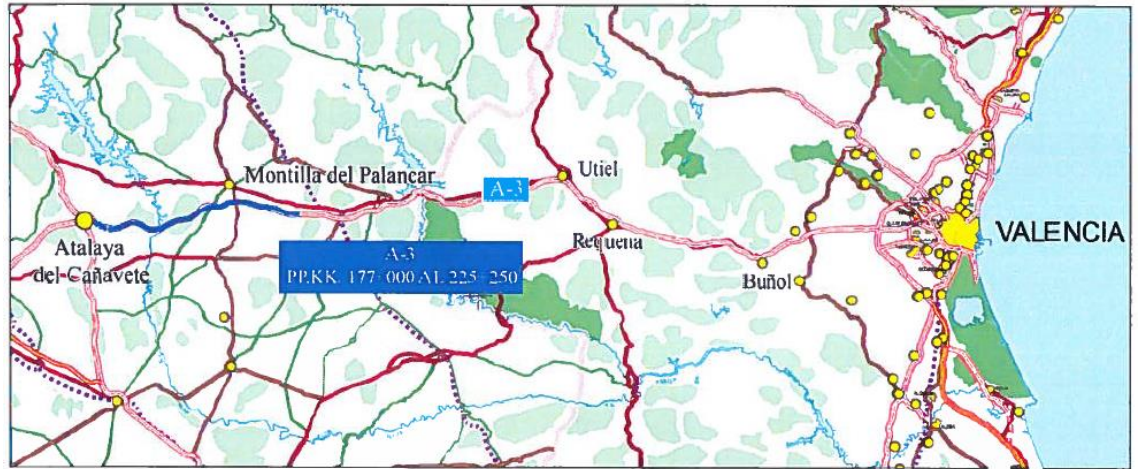 Montilla del Palancar
A-3
Utiel
Atalaya
del Cañavete
A-3
PP.KK. 177+000 AL 225+250
Requena
Buñol
VALENCIA